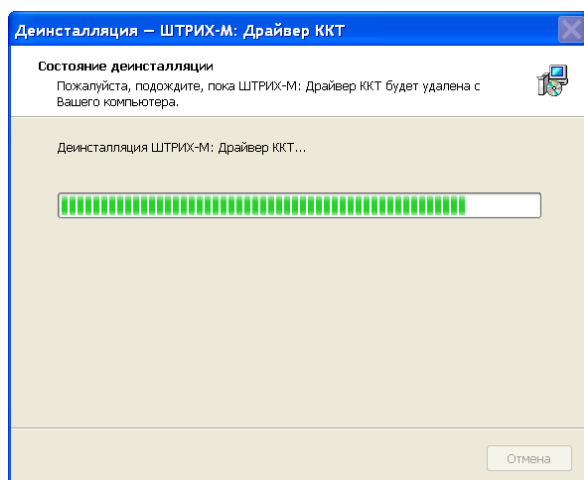 Деинсталляция — ШТРИХ-М: Драйвер ККТ
Состояние деинсталляции
Пожалуйста, подождите, пока ШТРИХ-М: Драйвер ККТ будет удалена с
Вашего компьютера.
Деинсталляция ШТРИХ-М: Драйвер ККТ...
Отмена